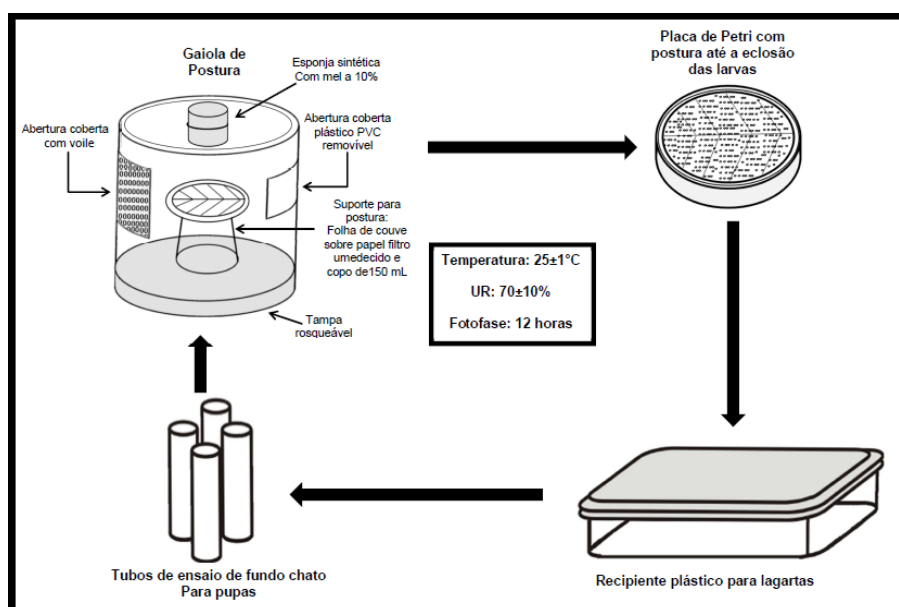 Gaiola de
Postura
Esponja sintética
Com mel a 10%
Abertura coberta
com voile
Abertura coberta
plástico PVC
removível
Suporte para
postura:
Folha de couve
sobre papel filtro
umedecido e
copo de150 mL
Tampa
rosqueável
Placa de Petri com
postura até a eclosão
das larvas
Temperatura: 25±1°C
UR: 70±10%
Fotofase: 12 horas
Tubos de ensaio de fundo chato
Para pupas
Recipiente plástico para lagartas